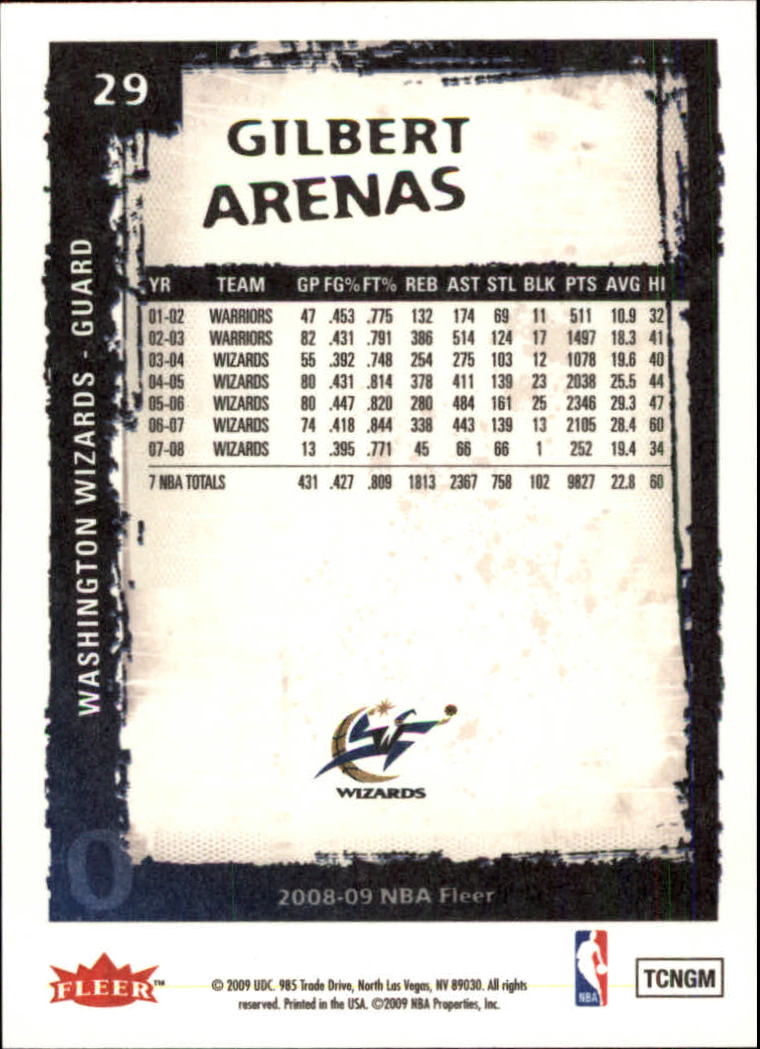 29
GILBERT
ARENAS
WASHINGTON WIZARDS - GUARD
YR TEAM GP FG% FT% REB AST STL BLK PTS AVG HI
01-02 WARRIORS 47 .453 .775 132 174 69 11 511 10.9 32
02-03 WARRIORS 82 .431 .791 386 514 124 17 1497 18.3 41
03-04 WIZARDS 55 .392 .748 254 275 103 12 1078 19.6 40
04-05 WIZARDS 80 .431 .814 378 411 139 23 2038 25.5 44
05-06 WIZARDS 80 .447 .820 280 484 161 25 2346 29.3 47
06-07 WIZARDS 74 .418 .844 338 443 139 13 2105 28.4 60
07-08 WIZARDS 13 .395 .771 45 66 66 1 252 19.4 34
7 NBA TOTALS 431 .427 .809 1813 2367 758 102 9827 22.8 60
WIZARDS
0
2008-09 NBA Fleer
FLEER™
© 2009 UDC. 985 Trade Drive, North Las Vegas, NV 89030. All rights
reserved. Printed in the USA. ©2009 NBA Properties, Inc.
NBA
TCNGM